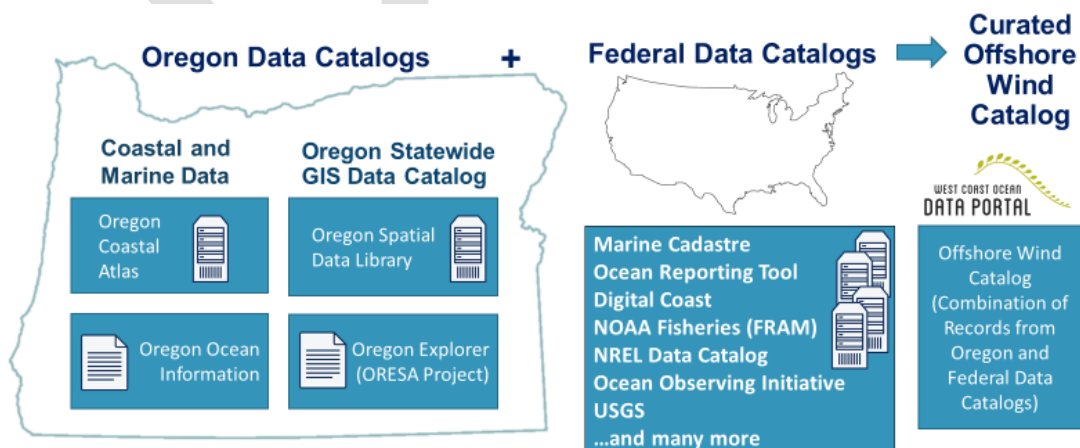 Oregon Data Catalogs
+
Federal Data Catalogs
Curated
Offshore
Wind
Catalog
Coastal and
Marine Data
Oregon
Coastal
Atlas
Oregon Ocean
Information
Oregon Statewide
GIS Data Catalog
Oregon Spatial
Data Library
Oregon Explorer
(ORESA Project)
Marine Cadastre
Ocean Reporting Tool
Digital Coast
NOAA Fisheries (FRAM)
NREL Data Catalog
Ocean Observing Initiative
USGS
...and many more
WEST COAST OCEAN
DATA PORTAL
Offshore Wind
Catalog
(Combination of
Records from
Oregon and
Federal Data
Catalogs)